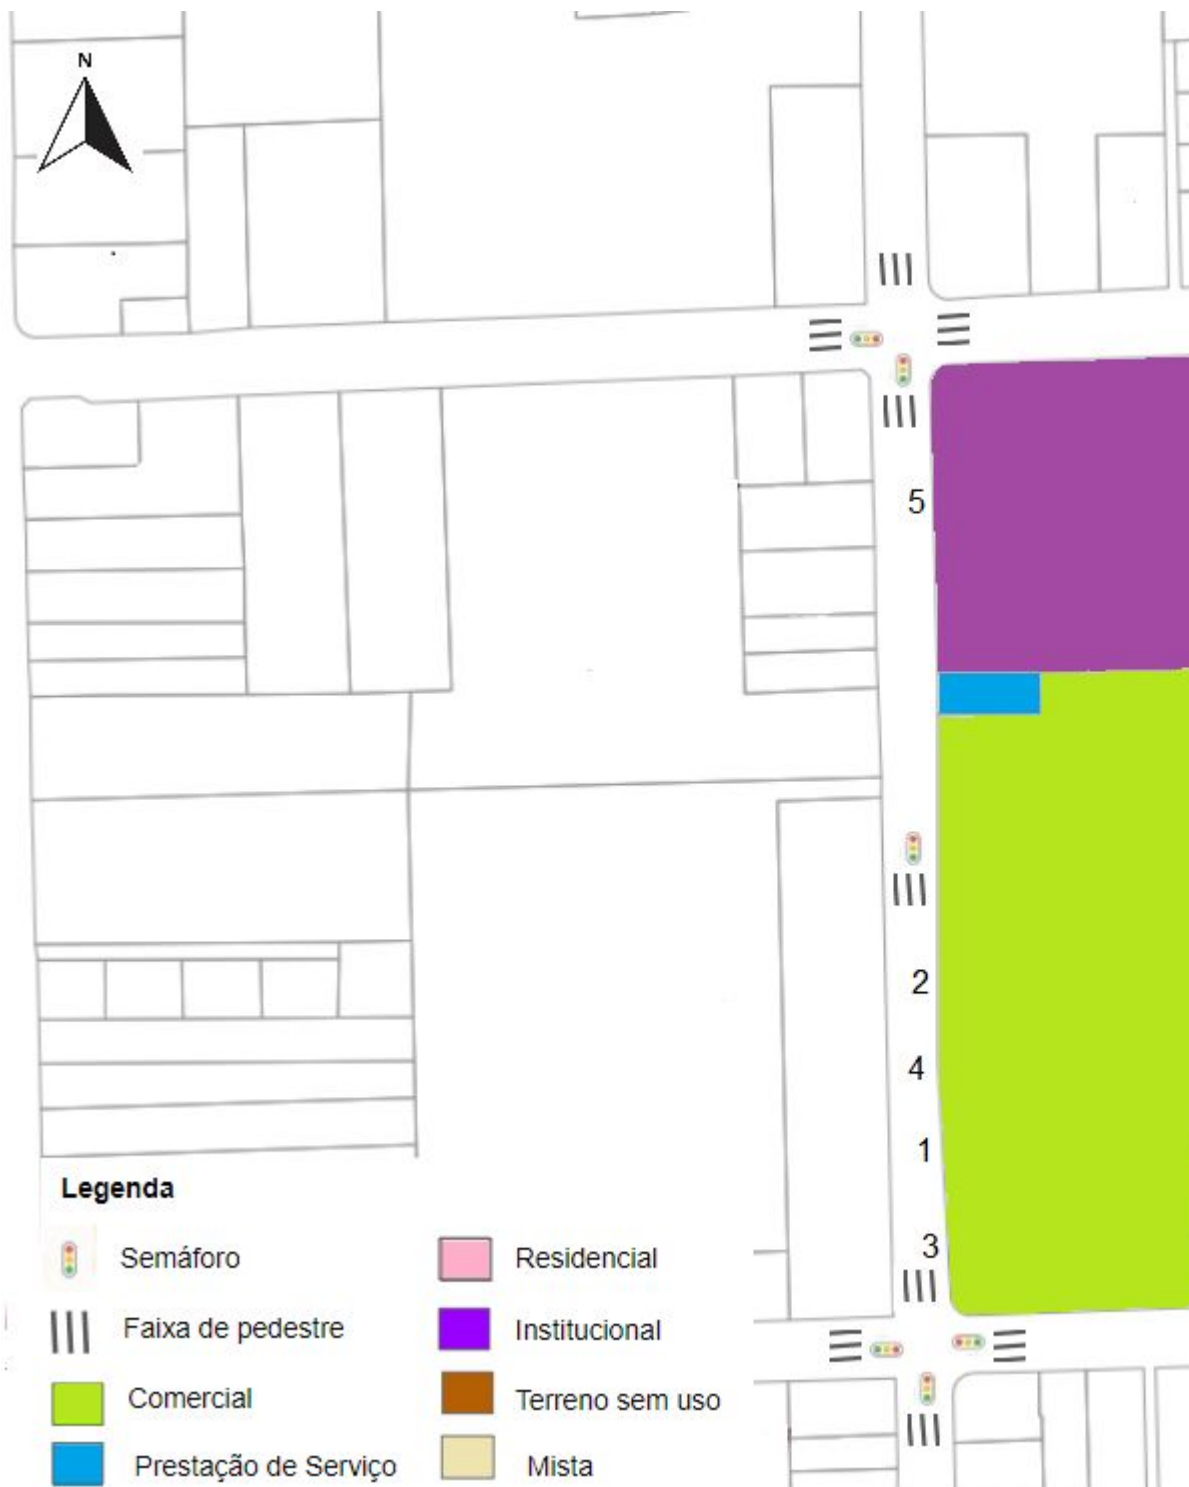 N
5
2
4
1
3
Legenda
Semáforo
Residencial
Faixa de pedestre
Institucional
Comercial
Terreno sem uso
Prestação de Serviço
Mista